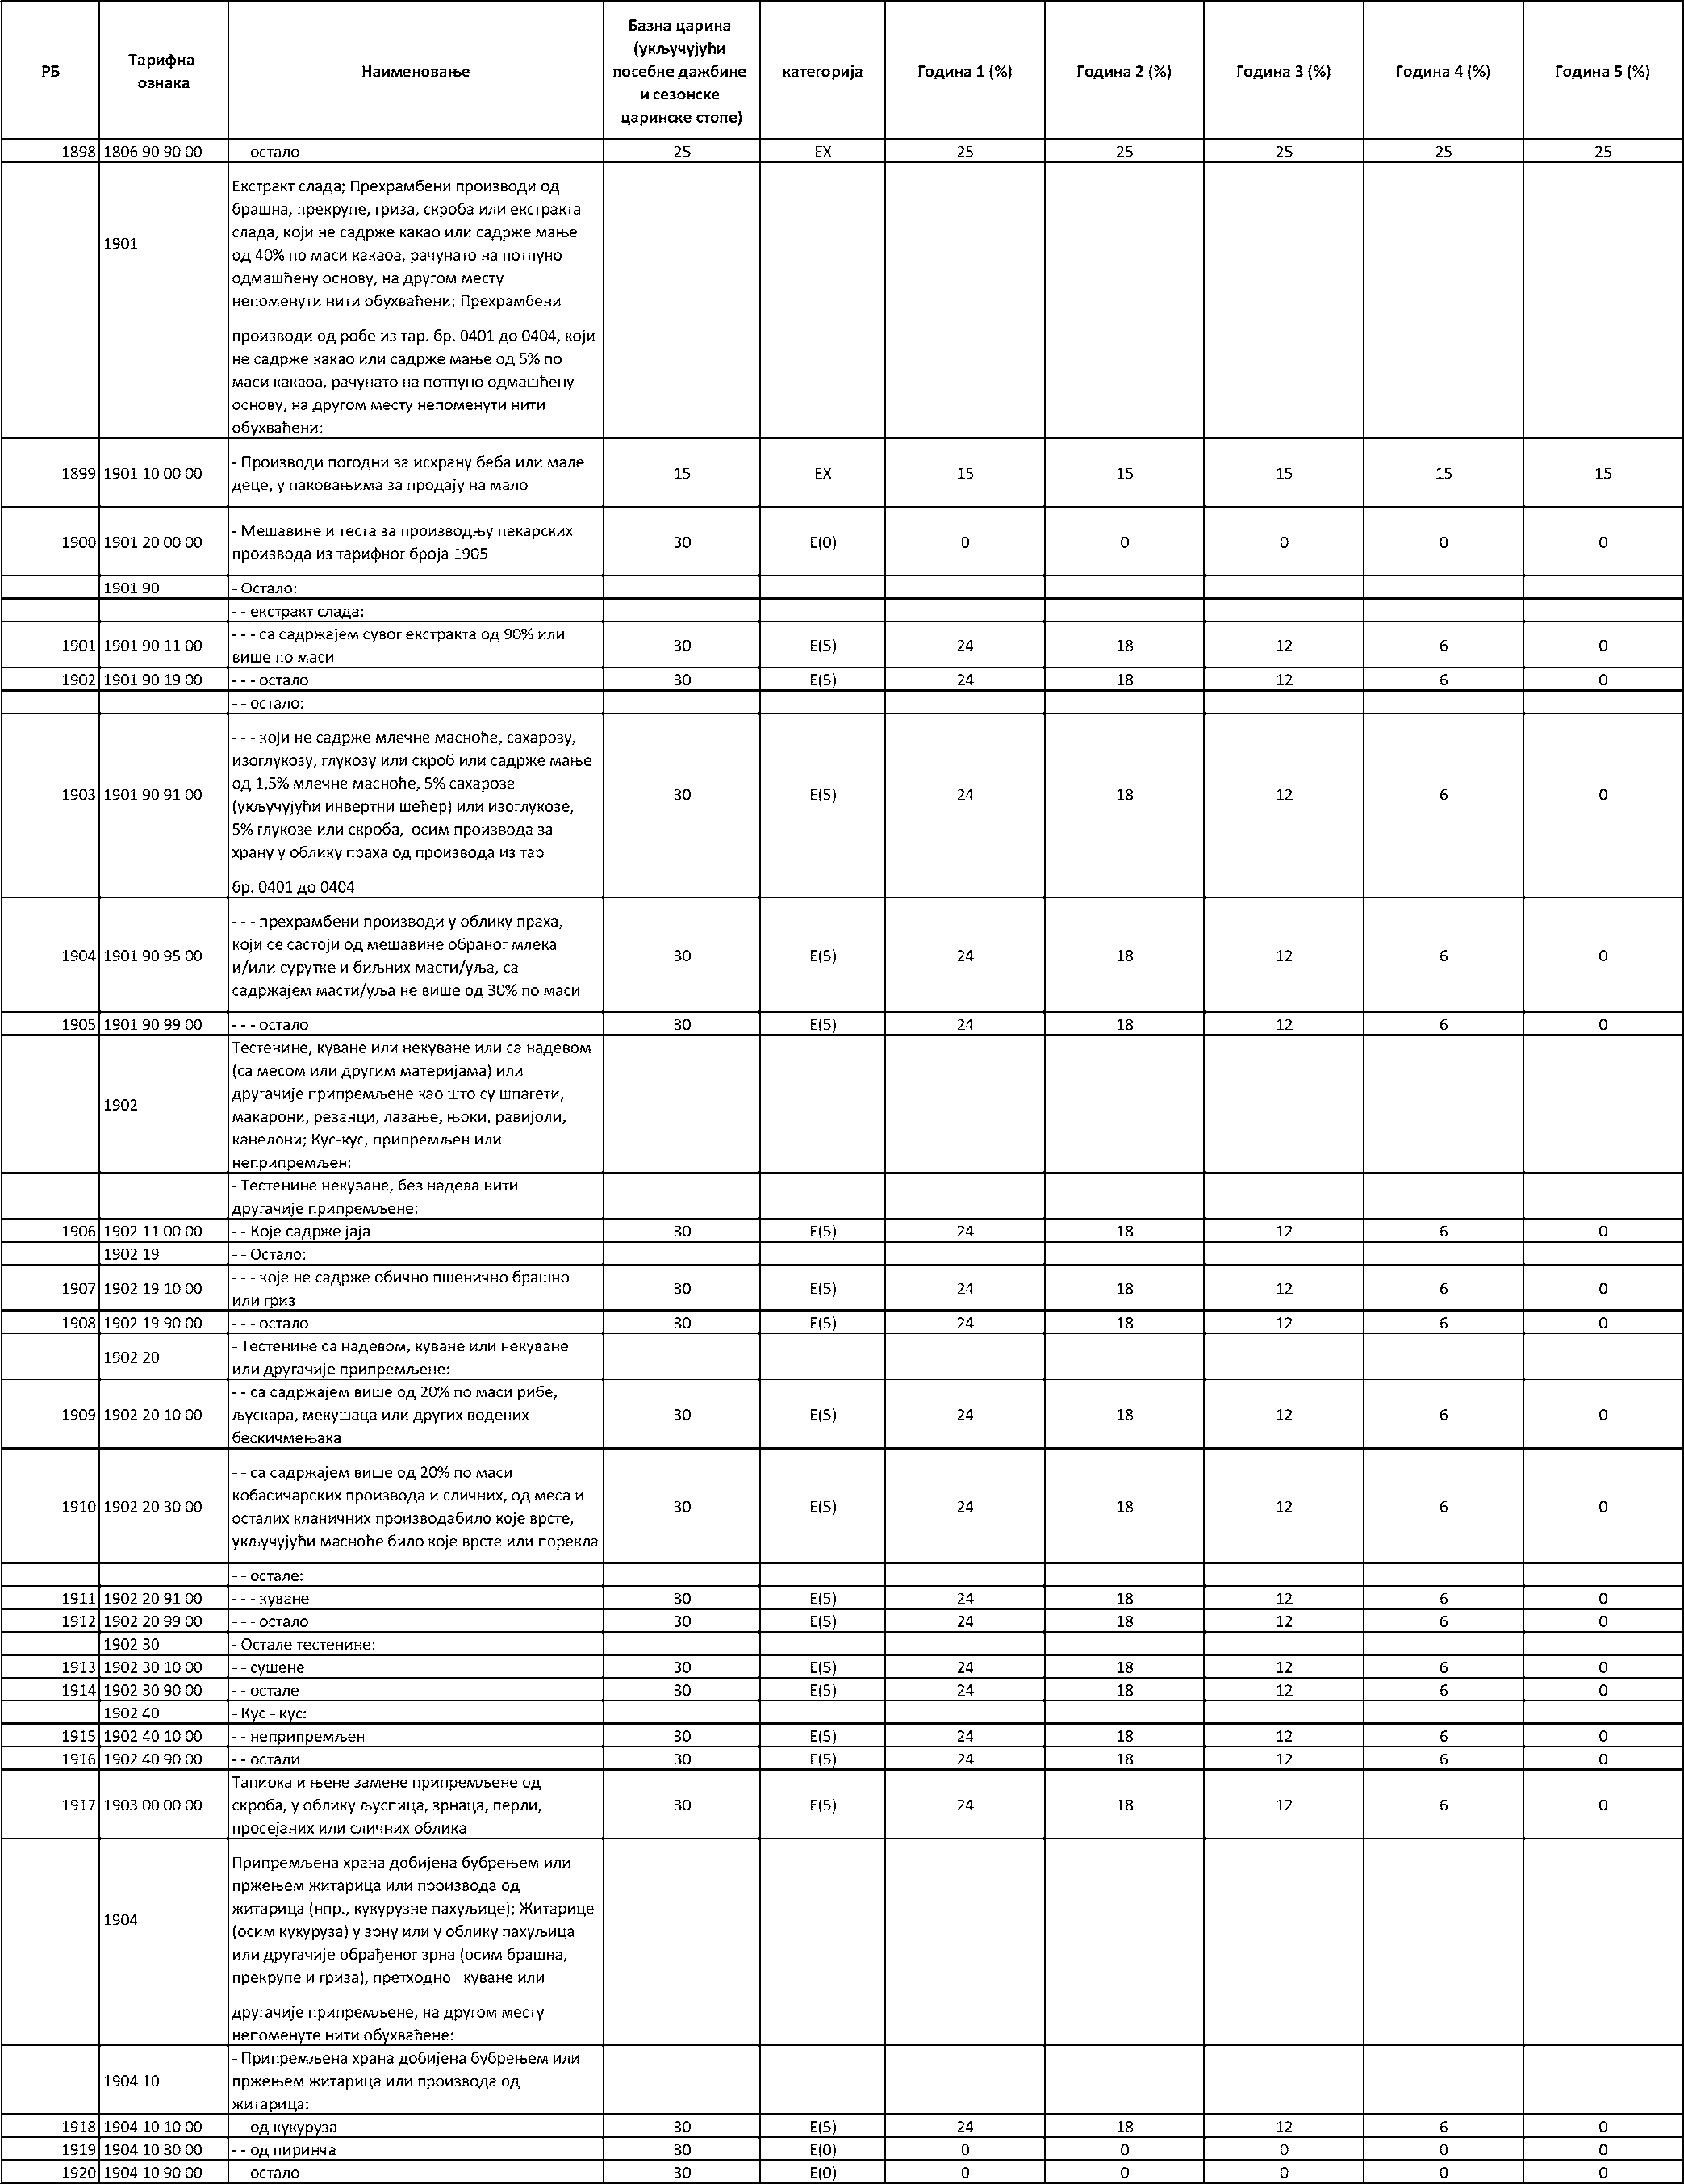 РБ Тарифна ознака Наименовање Базна царина (укључујући посебне дажбине и сезонске царинске стопе) категорија Година 1 (%) Година 2 (%) Година 3 (%) Година 4 (%) Година 5 (%)
1898 1806 90 90 00 - - остало 25 EX 25 25 25 25 25
1901
Екстракт слада; Прехрамбени производи од
брашна, прекрупе, гриза, скроба или екстракта
слада, који не садрже какао или садрже мање
од 40% по маси какаоа, рачунато на потпуно
одмашћену основу, на другом месту
непоменути нити обухваћени; Прехрамбени
производи од робе из тар. бр. 0401 до 0404, који
не садрже какао или садрже мање од 5% по
маси какаоа, рачунато на потпуно одмашћену
основу, на другом месту непоменути нити
обухваћени:
1899 1901 10 00 00 - Производи погодни за исхрану беба или мале
деце, у паковањима за продају на мало 15 EX 15 15 15 15 15
1900 1901 20 00 00 - Мешавине и теста за производњу пекарских
производа из тарифног броја 1905 30 E(0) 0 0 0 0 0
1901 90 - Остало:
- - екстракт слада:
1901 1901 90 11 00 - - - са садржајем сувог екстракта од 90% или
више по маси 30 E(5) 24 18 12 6 0
1902 1901 90 19 00 - - - остало 30 E(5) 24 18 12 6 0
- - остало:
1903 1901 90 91 00 - - - који не садрже млечне масноће, сахарозу,
изоглукозу, глукозу или скроб или садрже мање
од 1,5% млечне масноће, 5% сахарозе
(укључујући инвертни шећер) или изоглукозе,
5% глукозе или скроба, осим производа за
храну у облику праха од производа из тар
бр. 0401 до 0404 30 E(5) 24 18 12 6 0
1904 1901 90 95 00 - - - прехрамбени производи у облику праха,
који се састоји од мешавине обраног млека
и/или сурутке и биљних масти/уља, са
садржајем масти/уља не више од 30% по маси 30 E(5) 24 18 12 6 0
1905 1901 90 99 00 - - - остало 30 E(5) 24 18 12 6 0
1902
Тестенине, куване или некуване или са надевом
(са месом или другим материјама) или
другачије припремљене као што су шпагети,
макарони, резанци, лазање, њоки, равијоли,
канелони; Кус-кус, припремљен или
неприпремљен:
- Тестенине некуване, без надева нити
другачије припремљене:
1906 1902 11 00 00 - - Које садрже јаја 30 E(5) 24 18 12 6 0
1902 19 - - Остало:
1907 1902 19 10 00 - - - које не садрже обично пшенично брашно
или гриз 30 E(5) 24 18 12 6 0
1908 1902 19 90 00 - - - остало 30 E(5) 24 18 12 6 0
1902 20 - Тестенине са надевом, куване или некуване
или другачије припремљене:
1909 1902 20 10 00 - - са садржајем више од 20% по маси рибе,
љускара, мекушаца или других водених
бескичмењака 30 E(5) 24 18 12 6 0
1910 1902 20 30 00 - - са садржајем више од 20% по маси
кобасичарских производа и сличних, од меса и
осталих кланичних производабило које врсте,
укључујући масноће било које врсте или порекла 30 E(5) 24 18 12 6 0
- - остале:
1911 1902 20 91 00 - - - куване 30 E(5) 24 18 12 6 0
1912 1902 20 99 00 - - - остало 30 E(5) 24 18 12 6 0
1902 30 - Остале тестенине:
1913 1902 30 10 00 - - сушене 30 E(5) 24 18 12 6 0
1914 1902 30 90 00 - - остале 30 E(5) 24 18 12 6 0
1902 40 - Кус - кус:
1915 1902 40 10 00 - - неприпремљен 30 E(5) 24 18 12 6 0
1916 1902 40 90 00 - - остали 30 E(5) 24 18 12 6 0
1917 1903 00 00 00 Тапиока и њене замене припремљене од
скроба, у облику љуспица, зрнаца, перли,
просејаних или сличних облика 30 E(5) 24 18 12 6 0
1904
Припремљена храна добијена бубрењем или
пржењем житарица или производа од
житарица (нпр., кукурузне пахуљице); Житарице
(осим кукуруза) у зрну или у облику пахуљица
или другачије обрађеног зрна (осим брашна,
прекрупе и гриза), претходно куване или
другачије припремљене, на другом месту
непоменуте нити обухваћене:
1904 10 - Припремљена храна добијена бубрењем или
пржењем житарица или производа од
житарица:
1918 1904 10 10 00 - - од кукуруза 30 E(5) 24 18 12 6 0
1919 1904 10 30 00 - - од пиринча 30 E(0) 0 0 0 0 0
1920 1904 10 90 00 - - остало 30 E(0) 0 0 0 0 0